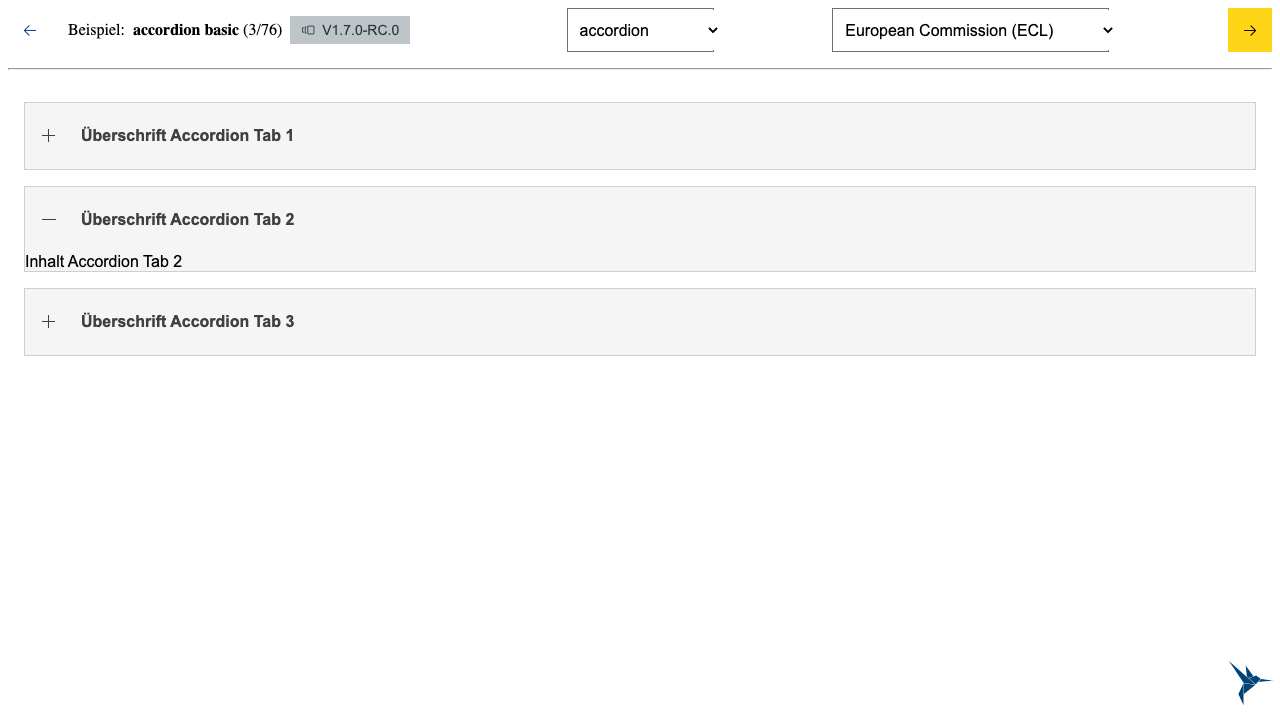 Beispiel: accordion basic (3/76) V1.7.0-RC.0 accordion European Commission (ECL)
Überschrift Accordion Tab 1
Überschrift Accordion Tab 2
Inhalt Accordion Tab 2
Überschrift Accordion Tab 3